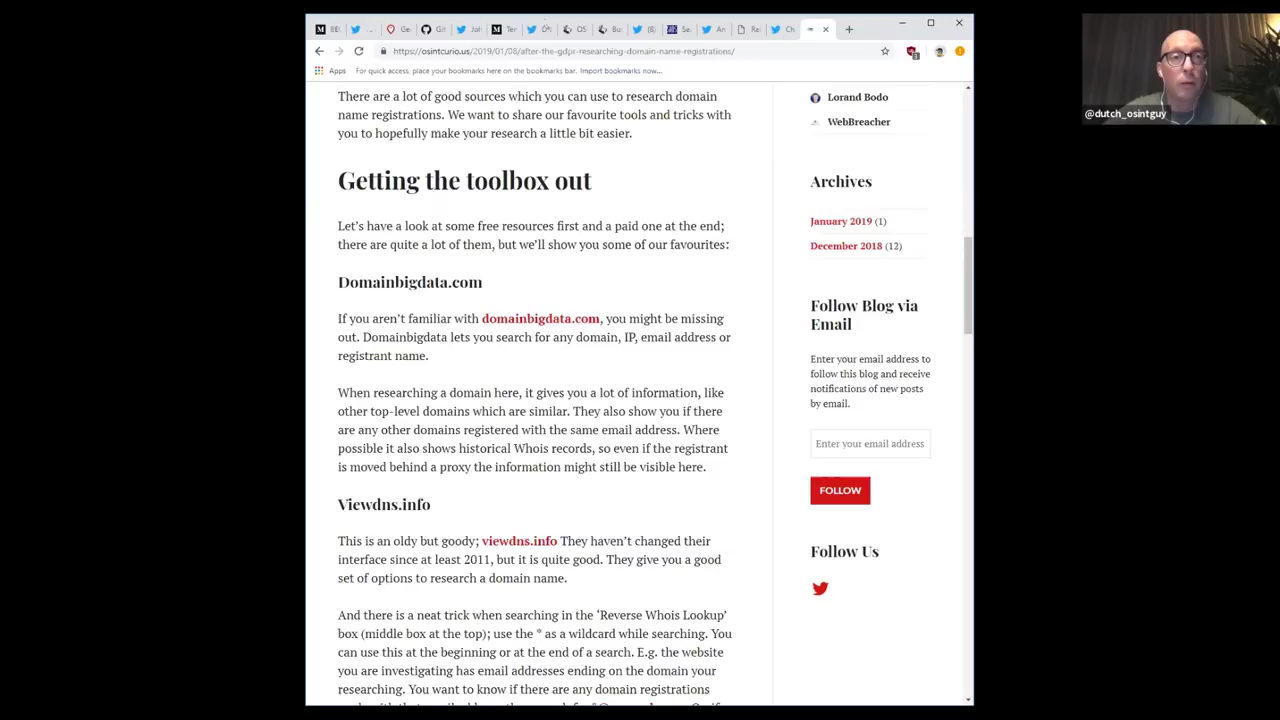 https://osintcurio.us/2019/01/08/after-the-gdpr-researching-domain-name-registrations/
Apps
For quick access, place your bookmarks here on the bookmarks bar. Import bookmarks now...
@dutch_osintguy
There are a lot of good sources which you can use to research domain
name registrations. We want to share our favourite tools and tricks with
you to hopefully make your research a little bit easier.
Getting the toolbox out
Let’s have a look at some free resources first and a paid one at the end;
there are quite a lot of them, but we’ll show you some of our favourites:
Domainbigdata.com
If you aren’t familiar with domainbigdata.com, you might be missing
out. Domainbigdata lets you search for any domain, IP, email address or
registrant name.
When researching a domain here, it gives you a lot of information, like
other top-level domains which are similar. They also show you if there
are any other domains registered with the same email address. Where
possible it also shows historical Whois records, so even if the registrant
is moved behind a proxy the information might still be visible here.
Viewdns.info
This is an oldy but goody; viewdns.info They haven’t changed their
interface since at least 2011, but it is quite good. They give you a good
set of options to research a domain name.
And there is a neat trick when searching in the ‘Reverse Whois Lookup’
box (middle box at the top); use the * as a wildcard while searching. You
can use this at the beginning or at the end of a search. E.g. the website
you are investigating has email addresses ending on the domain your
researching. You want to know if there are any domain registrations
Lorand Bodo
WebBreacher
Archives
January 2019 (1)
December 2018 (12)
Follow Blog via
Email
Enter your email address to
follow this blog and receive
notifications of new posts
by email.
Enter your email address
FOLLOW
Follow Us